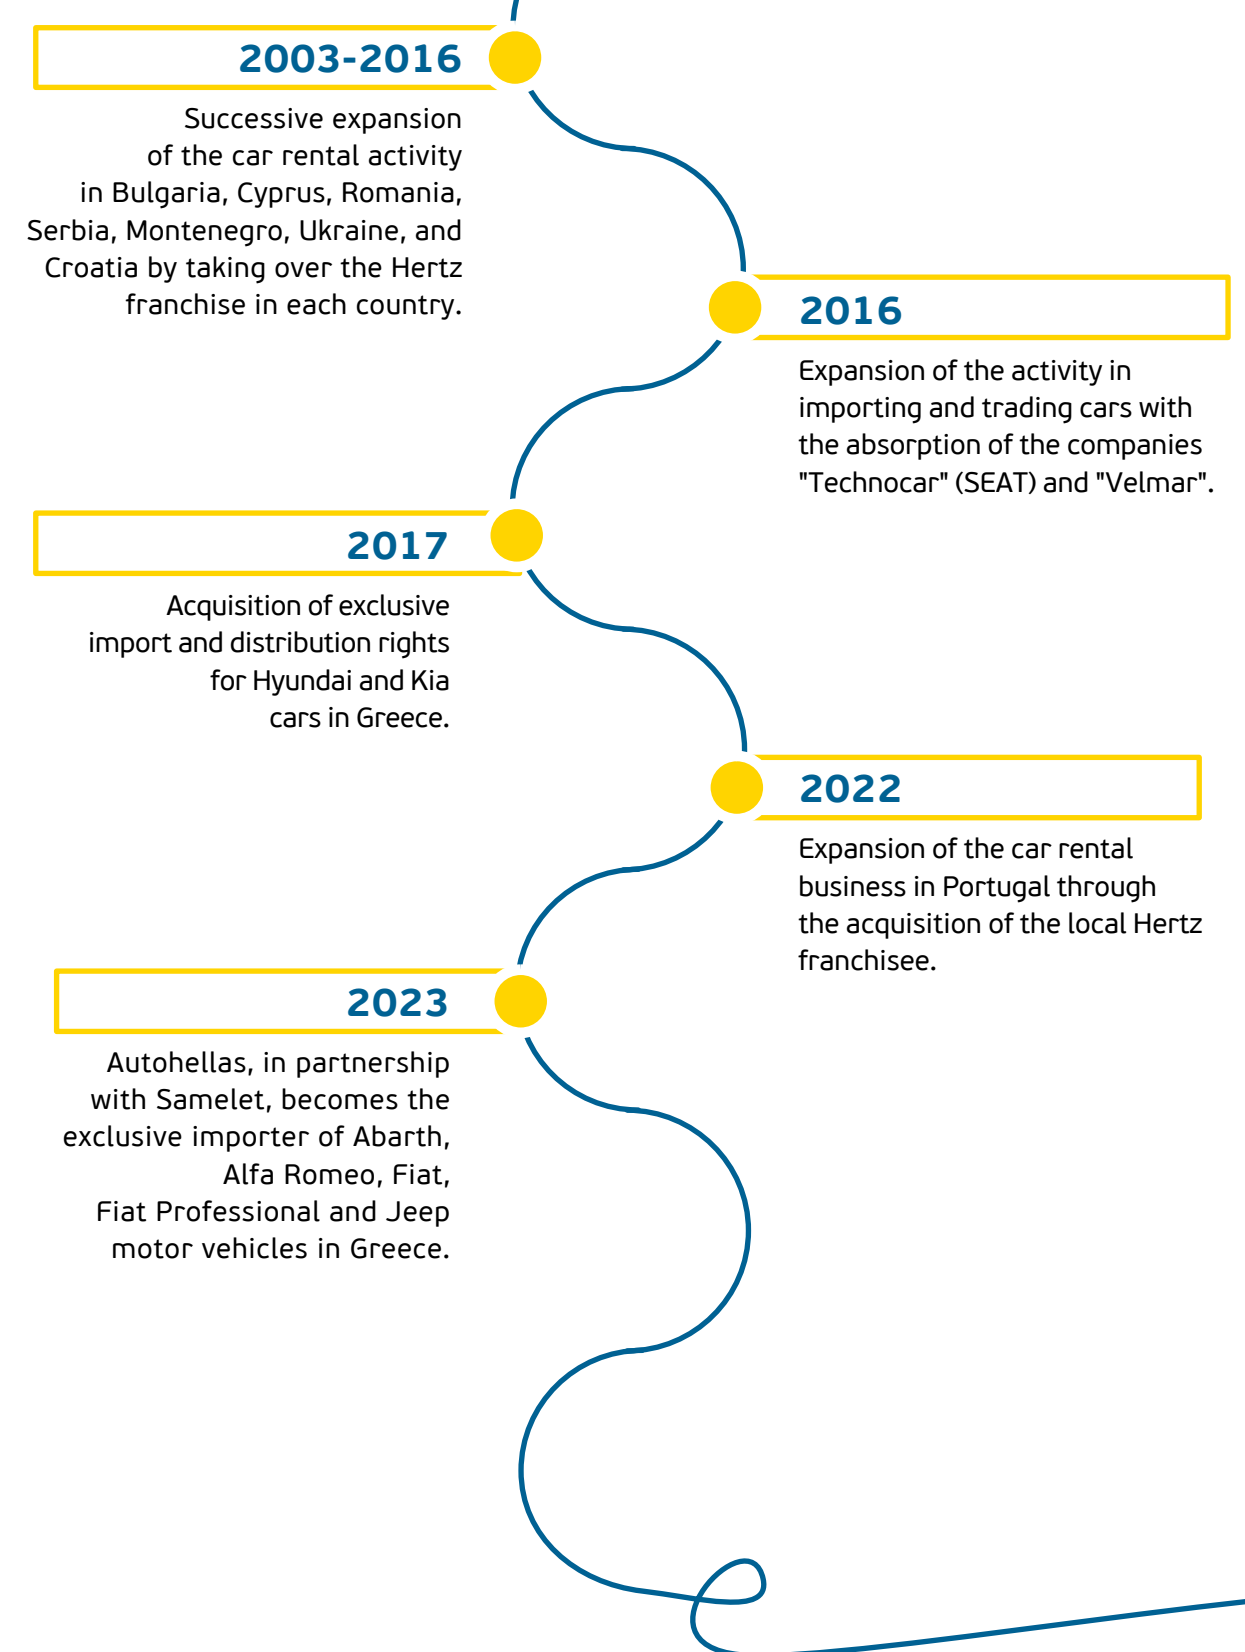 2003-2016
Successive expansion
of the car rental activity
in Bulgaria, Cyprus, Romania,
Serbia, Montenegro, Ukraine, and
Croatia by taking over the Hertz
franchise in each country.
2016
Expansion of the activity in
importing and trading cars with
the absorption of the companies
"Technocar" (SEAT) and "Velmar".
2017
Acquisition of exclusive
import and distribution rights
for Hyundai and Kia
cars in Greece.
2022
Expansion of the car rental
business in Portugal through
the acquisition of the local Hertz
franchisee.
2023
Autohellas, in partnership
with Samelet, becomes the
exclusive importer of Abarth,
Alfa Romeo, Fiat,
Fiat Professional and Jeep
motor vehicles in Greece.